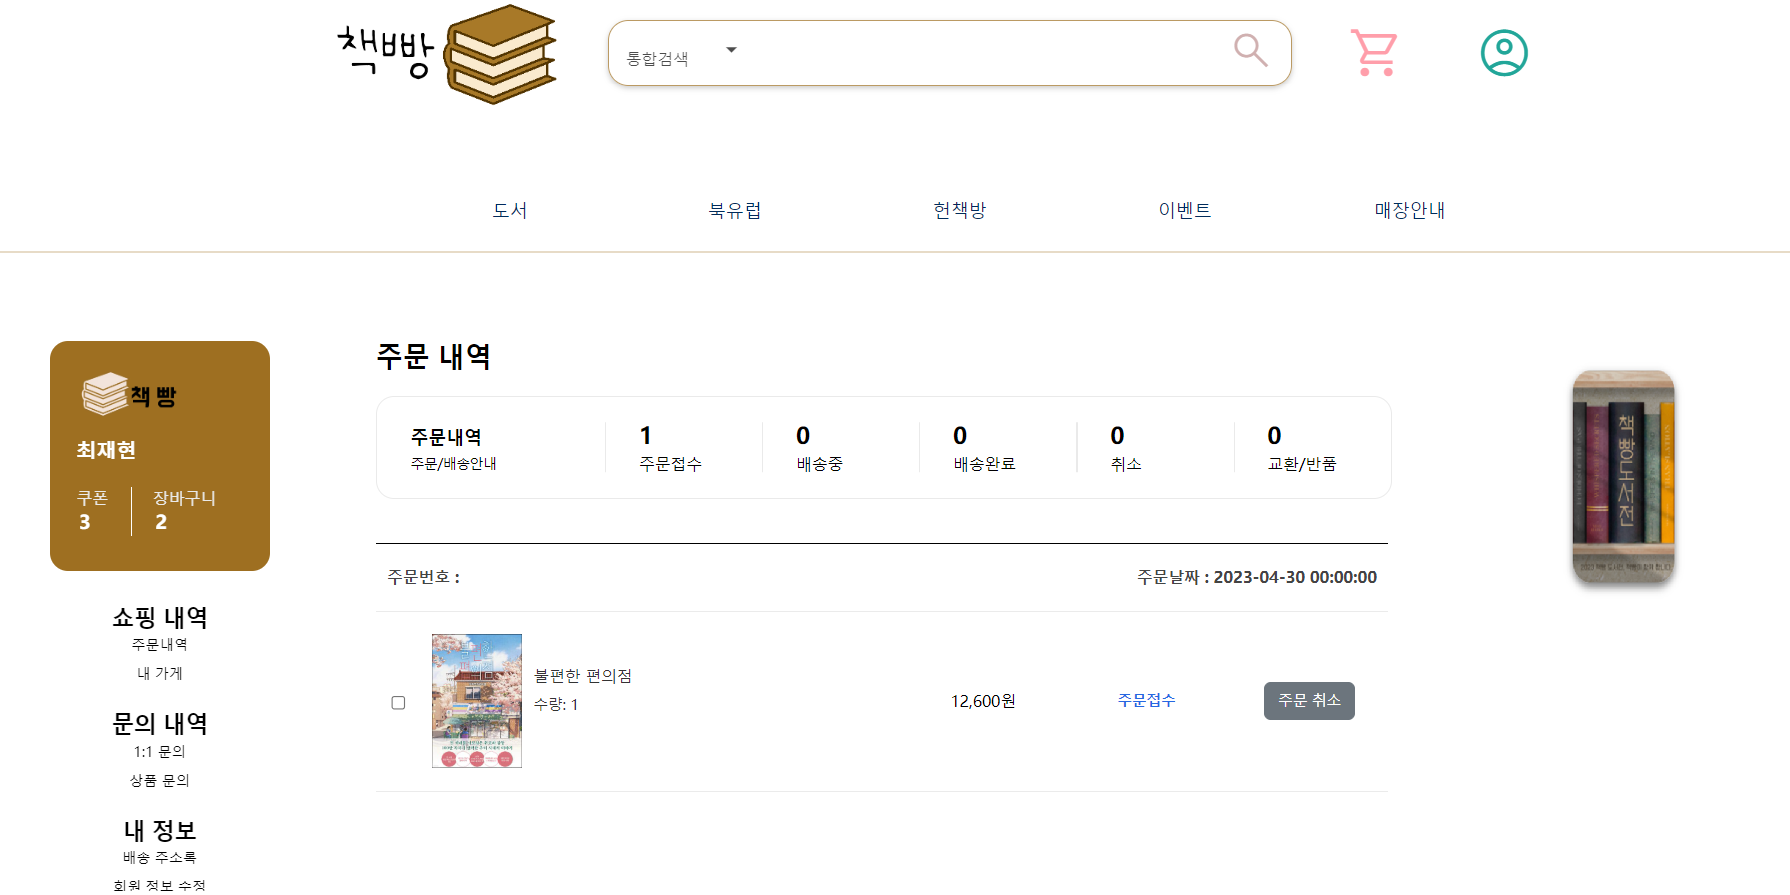 책빵
통합검색
도서 북유럽 헌책방 이벤트 매장안내
책빵
최재현
쿠폰 장바구니
3 2
쇼핑 내역
주문내역
내 가게
문의 내역
1:1 문의
상품 문의
내 정보
배송 주소록
회원 정보 수정
주문 내역
주문내역
주문/배송안내
1
주문접수
0
배송중
0
배송완료
0
취소
0
교환/반품
주문번호 : 주문날짜 : 2023-04-30 00:00:00
불편한 편의점
수량: 1
12,600원 주문접수 주문 취소
책빵도서전